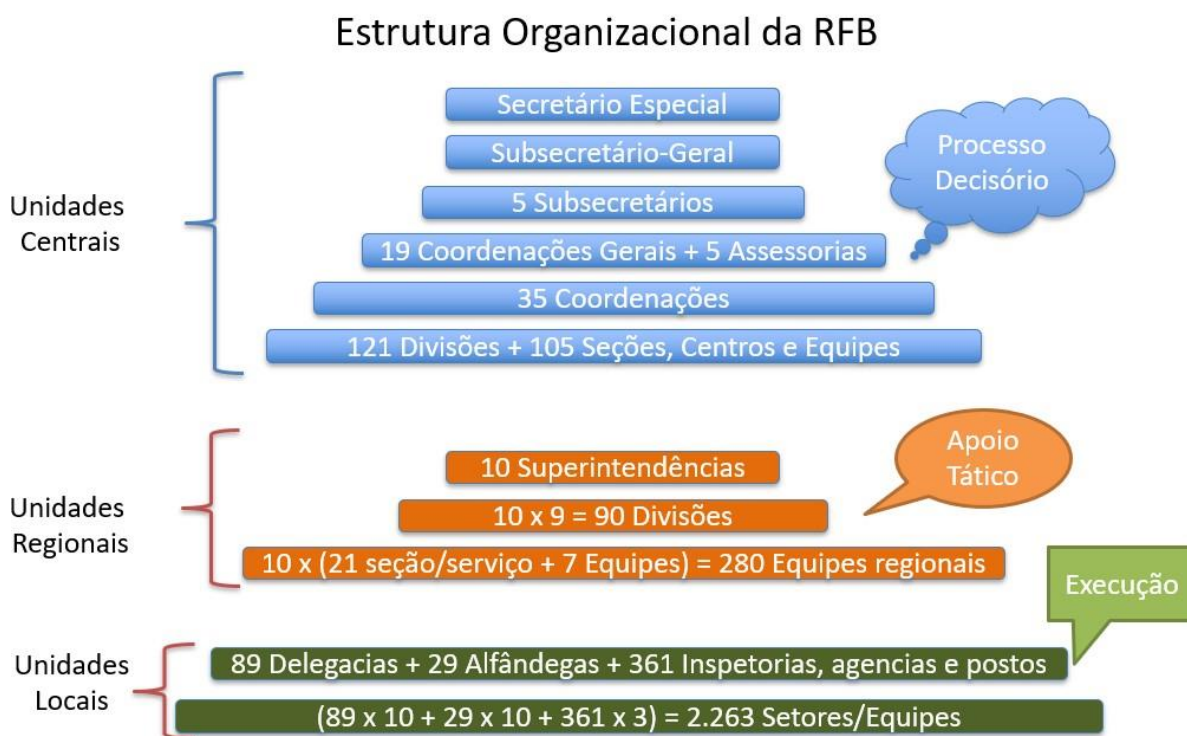 Estrutura Organizacional da RFB
Unidades
Centrais
Secretário Especial
Subsecretário-Geral
5 Subsecretários
19 Coordenações Gerais + 5 Assessorias
35 Coordenações
121 Divisões + 105 Seções, Centros e Equipes
Processo
Decisório
Unidades
Regionais
10 Superintendências
10 x 9 = 90 Divisões
10 x (21 seção/serviço + 7 Equipes) = 280 Equipes regionais
Apoio
Tático
Unidades
Locais
89 Delegacias + 29 Alfândegas + 361 Inspetorias, agencias e postos
(89 x 10 + 29 x 10 + 361 x 3) = 2.263 Setores/Equipes
Execução